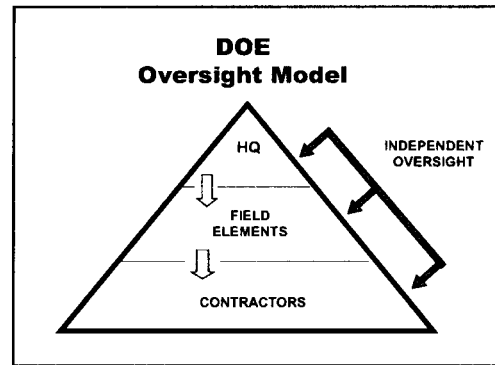 DOE
Oversight Model
HQ
INDEPENDENT
OVERSIGHT
FIELD
ELEMENTS
CONTRACTORS